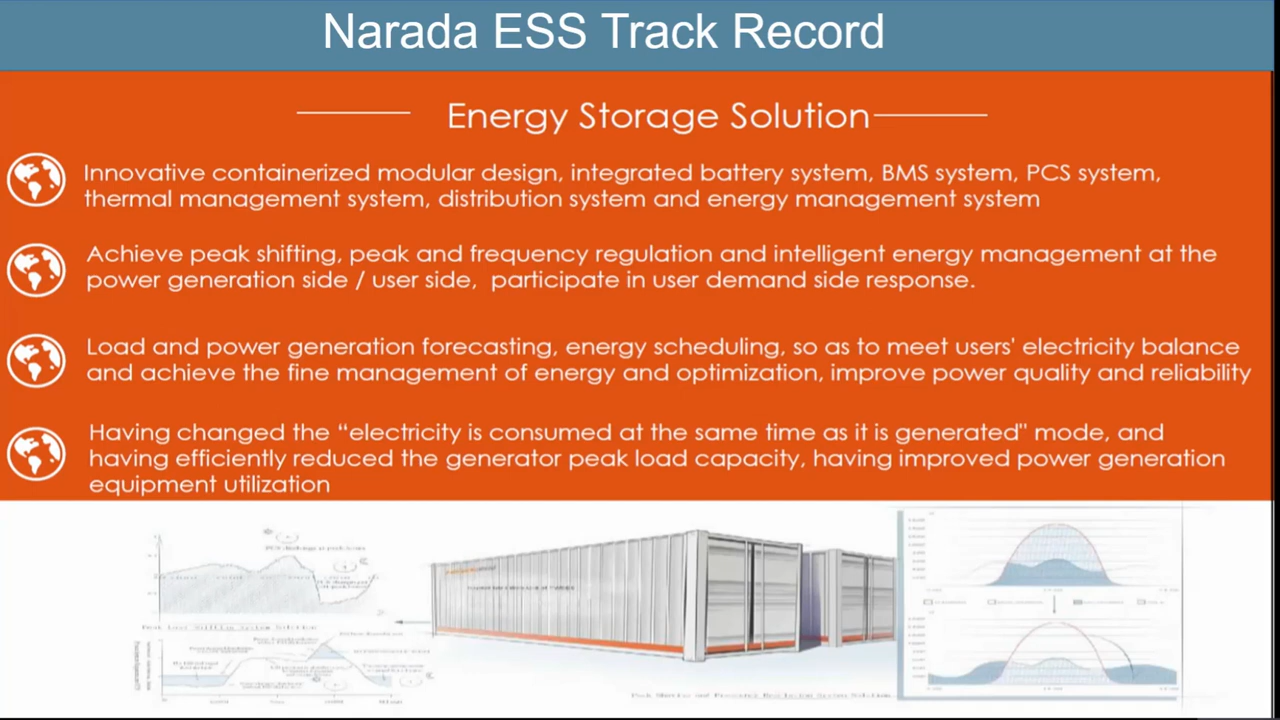 Narada ESS Track Record
Energy Storage Solution
Innovative containerized modular design, integrated battery system, BMS system, PCS system,
thermal management system, distribution system and energy management system
Achieve peak shifting, peak and frequency regulation and intelligent energy management at the
power generation side / user side, participate in user demand side response.
Load and power generation forecasting, energy scheduling, so as to meet users' electricity balance
and achieve the fine management of energy and optimization, improve power quality and reliability
Having changed the “electricity is consumed at the same time as it is generated" mode, and
having efficiently reduced the generator peak load capacity, having improved power generation
equipment utilization